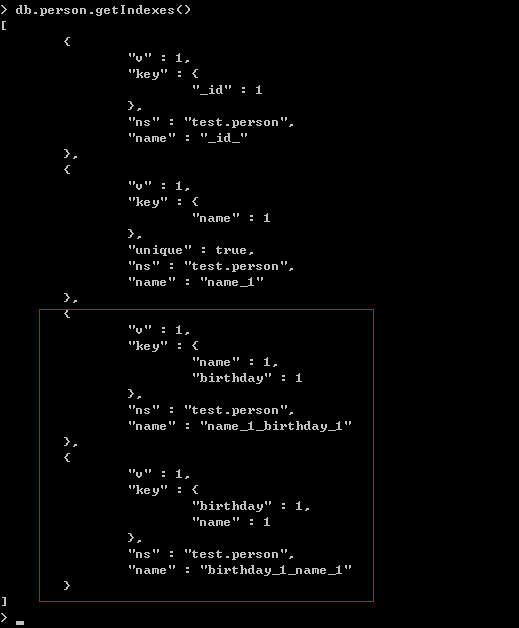 > db.person.getIndexes()
[
{
"v" : 1,
"key" : {
"_id" : 1
},
"ns" : "test.person",
"name" : "_id_"
},
{
"v" : 1,
"key" : {
"name" : 1
},
"unique" : true,
"ns" : "test.person",
"name" : "name_1"
},
{
"v" : 1,
"key" : {
"name" : 1,
"birthday" : 1
},
"ns" : "test.person",
"name" : "name_1_birthday_1"
},
{
"v" : 1,
"key" : {
"birthday" : 1,
"name" : 1
},
"ns" : "test.person",
"name" : "birthday_1_name_1"
}
]
> _